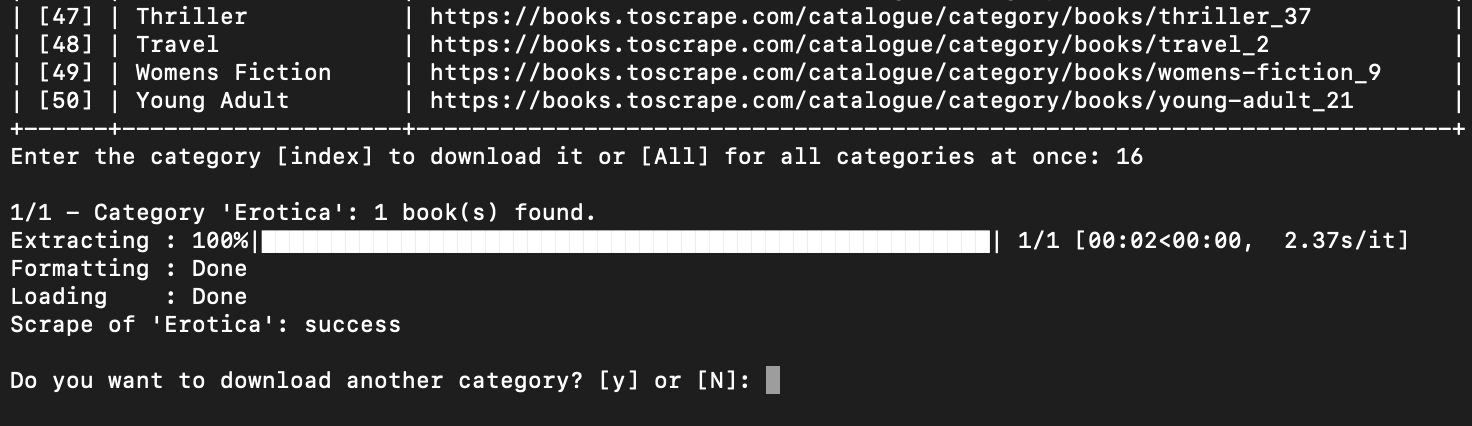 | [47] | Thriller           | https://books.toscrape.com/catalogue/category/books/thriller_37          |
| [48] | Travel             | https://books.toscrape.com/catalogue/category/books/travel_2             |
| [49] | Womens Fiction     | https://books.toscrape.com/catalogue/category/books/womens-fiction_9     |
| [50] | Young Adult        | https://books.toscrape.com/catalogue/category/books/young-adult_21       |
+------+--------------------+--------------------------------------------------------------------------+
Enter the category [index] to download it or [All] for all categories at once: 16
1/1 - Category 'Erotica': 1 book(s) found.
Extracting : 100%|████████████████████████████████████████████████████| 1/1 [00:02<00:00,  2.37s/it]
Formatting : Done
Loading    : Done
Scrape of 'Erotica': success
Do you want to download another category? [y] or [N]: